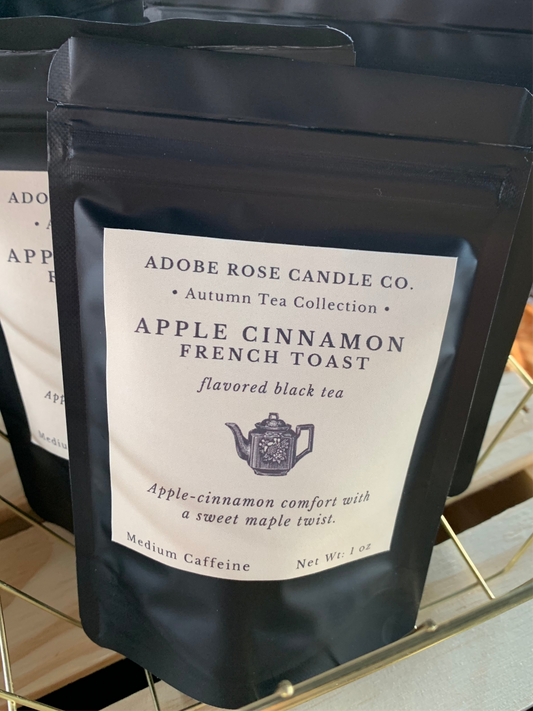 ADOBE ROSE CANDLE CO.
• Autumn Tea Collection •
APPLE CINNAMON
FRENCH TOAST
flavored black tea
Apple-cinnamon comfort with
a sweet maple twist.
Medium Caffeine
Net Wt: 1 oz